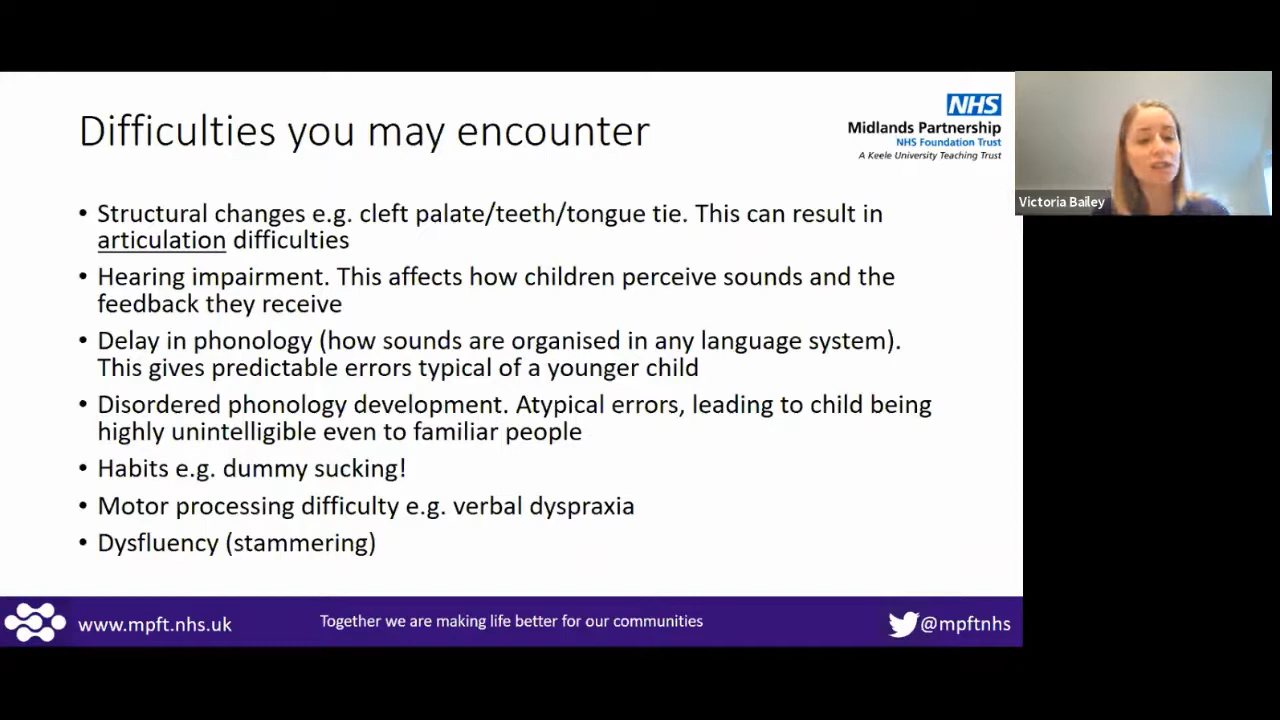 Difficulties you may encounter
NHS
Midlands Partnership
NHS Foundation Trust
A Keele University Teaching Trust
Victoria Bailey
• Structural changes e.g. cleft palate/teeth/tongue tie. This can result in
articulation difficulties
• Hearing impairment. This affects how children perceive sounds and the
feedback they receive
• Delay in phonology (how sounds are organised in any language system).
This gives predictable errors typical of a younger child
• Disordered phonology development. Atypical errors, leading to child being
highly unintelligible even to familiar people
• Habits e.g. dummy sucking!
• Motor processing difficulty e.g. verbal dyspraxia
• Dysfluency (stammering)
www.mpft.nhs.uk
Together we are making life better for our communities
@mpftnhs